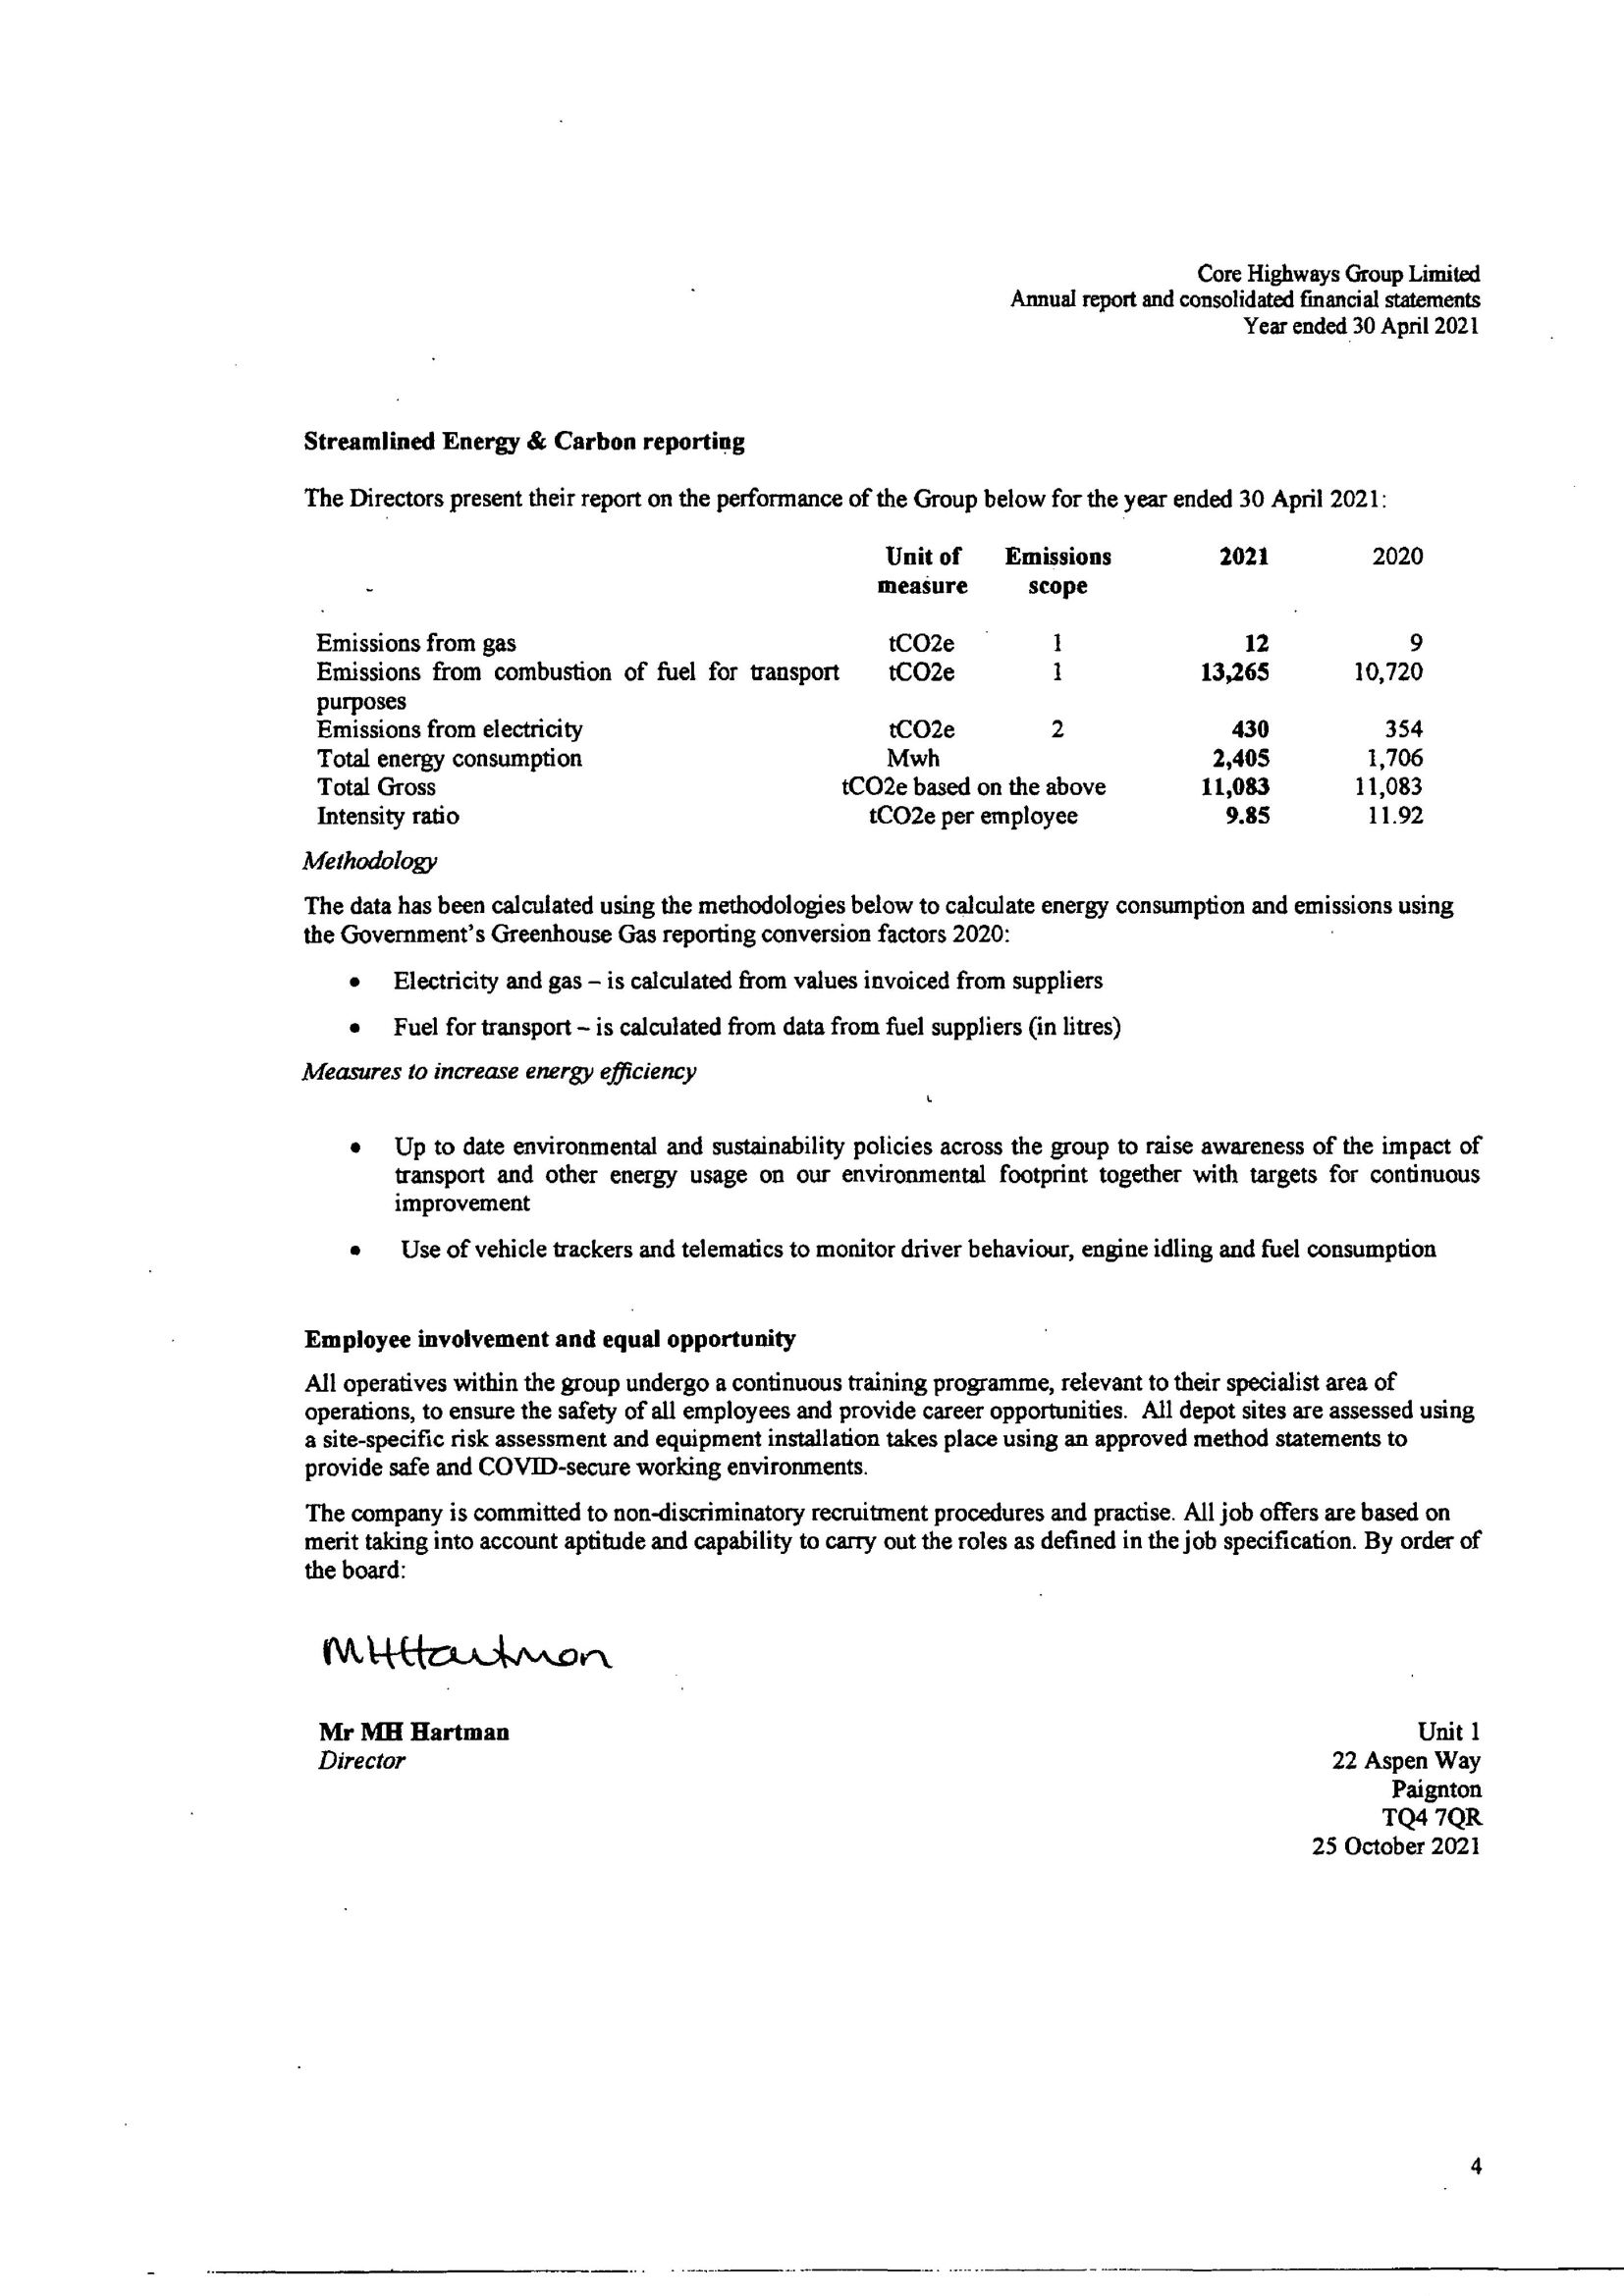 Core Highways Group Limited
Annual report and consolidated financial statements
Year ended 30 April 2021
Streamlined Energy & Carbon reporting
The Directors present their report on the performance of the Group below for the year ended 30 April 2021:
Unit of Emissions 2021 2020
measure scope
Emissions from gas tCO2e 1 12 9
Emissions from combustion of fuel for transport tCO2e 1 13,265 10,720
purposes
Emissions from electricity tCO2e 2 430 354
Total energy consumption Mwh 2,405 1,706
Total Gross tCO2e based on the above 11,083 11,083
Intensity ratio tCO2e per employee 9.85 11.92
Methodology
The data has been calculated using the methodologies below to calculate energy consumption and emissions using
the Government's Greenhouse Gas reporting conversion factors 2020:
• Electricity and gas – is calculated from values invoiced from suppliers
• Fuel for transport – is calculated from data from fuel suppliers (in litres)
Measures to increase energy efficiency
• Up to date environmental and sustainability policies across the group to raise awareness of the impact of
transport and other energy usage on our environmental footprint together with targets for continuous
improvement
• Use of vehicle trackers and telematics to monitor driver behaviour, engine idling and fuel consumption
Employee involvement and equal opportunity
All operatives within the group undergo a continuous training programme, relevant to their specialist area of
operations, to ensure the safety of all employees and provide career opportunities. All depot sites are assessed using
a site-specific risk assessment and equipment installation takes place using an approved method statements to
provide safe and COVID-secure working environments.
The company is committed to non-discriminatory recruitment procedures and practise. All job offers are based on
merit taking into account aptitude and capability to carry out the roles as defined in the job specification. By order of
the board:
MHHartman
Mr MH Hartman Unit 1
Director 22 Aspen Way
Paignton
TQ4 7QR
25 October 2021
4